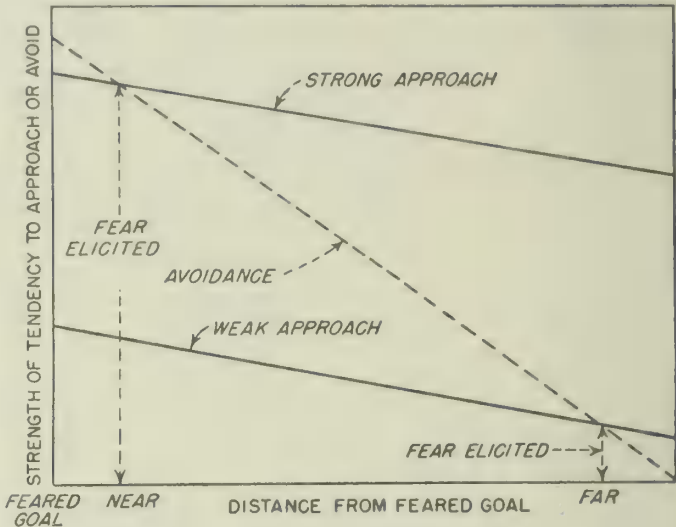 STRENGTH OF TENDENCY TO APPROACH OR AVOID
STRONG APPROACH
FEAR
ELICITED
AVOIDANCE
WEAK APPROACH
FEAR ELICITED
FEARED
GOAL
NEAR
DISTANCE FROM FEARED GOAL
FAR